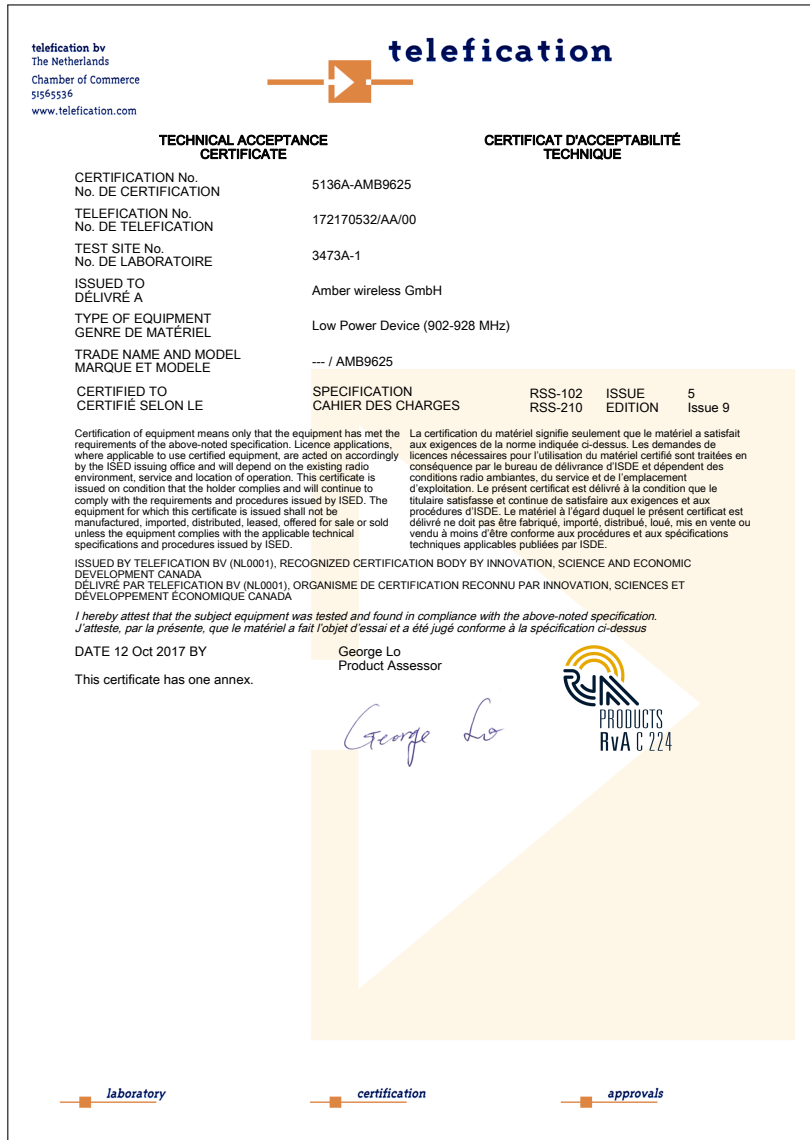 telefication bv
The Netherlands
Chamber of Commerce
51565536
www.telefication.com
telefication
TECHNICAL ACCEPTANCE
CERTIFICATE
CERTIFICAT D'ACCEPTABILITÉ
TECHNIQUE
CERTIFICATION No.
No. DE CERTIFICATION
5136A-AMB9625
TELEFICATION No.
No. DE TELEFICATION
172170532/AA/00
TEST SITE No.
No. DE LABORATOIRE
3473A-1
ISSUED TO
DÉLIVRÉ A
Amber wireless GmbH
TYPE OF EQUIPMENT
GENRE DE MATÉRIEL
Low Power Device (902-928 MHz)
TRADE NAME AND MODEL
MARQUE ET MODELE
--- / AMB9625
CERTIFIED TO
CERTIFIÉ SELON LE
SPECIFICATION
CAHIER DES CHARGES
RSS-102 ISSUE 5
RSS-210 EDITION Issue 9
Certification of equipment means only that the equipment has met the
requirements of the above-noted specification. Licence applications,
where applicable to use certified equipment, are acted on accordingly
by the ISED issuing office and will depend on the existing radio
environment, service and location of operation. This certificate is
issued on condition that the holder complies and will continue to
comply with the requirements and procedures issued by ISED. The
equipment for which this certificate is issued shall not be
manufactured, imported, distributed, leased, offered for sale or sold
unless the equipment complies with the applicable technical
specifications and procedures issued by ISED.
La certification du matériel signifie seulement que le matériel a satisfait
aux exigences de la norme indiquée ci-dessus. Les demandes de
licences nécessaires pour l'utilisation du matériel certifié sont traitées en
conséquence par le bureau de délivrance d'ISDE et dépendent des
conditions radio ambiantes, du service et de l'emplacement
d'exploitation. Le présent certificat est délivré à la condition que le
titulaire satisfasse et continue de satisfaire aux exigences et aux
procédures d'ISDE. Le matériel à l'égard duquel le présent certificat est
délivré ne doit pas être fabriqué, importé, distribué, loué, mis en vente ou
vendu à moins d'être conforme aux procédures et aux spécifications
techniques applicables publiées par ISDE.
ISSUED BY TELEFICATION BV (NL0001), RECOGNIZED CERTIFICATION BODY BY INNOVATION, SCIENCE AND ECONOMIC
DEVELOPMENT CANADA
DÉLIVRÉ PAR TELEFICATION BV (NL0001), ORGANISME DE CERTIFICATION RECONNU PAR INNOVATION, SCIENCES ET
DÉVELOPPEMENT ÉCONOMIQUE CANADA
I hereby attest that the subject equipment was tested and found in compliance with the above-noted specification.
J'atteste, par la présente, que le matériel a fait l'objet d'essai et a été jugé conforme à la spécification ci-dessus
DATE 12 Oct 2017 BY
George Lo
Product Assessor
This certificate has one annex.
George Lo
RvA
PRODUCTS
RvA C 224
laboratory
certification
approvals